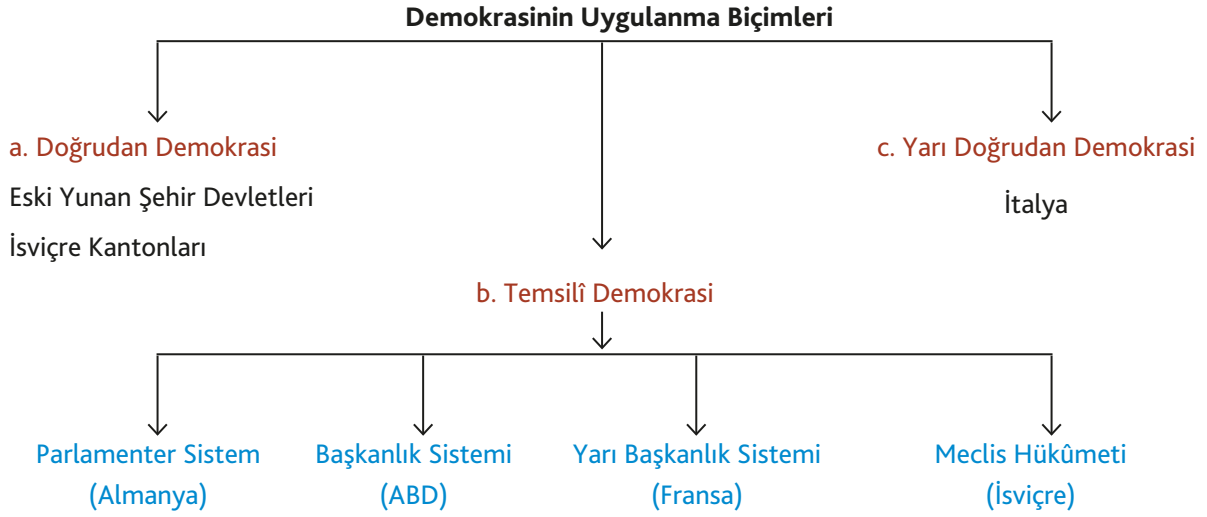 Demokrasinin Uygulanma Biçimleri
a. Doğrudan Demokrasi
Eski Yunan Şehir Devletleri
İsviçre Kantonları
c. Yarı Doğrudan Demokrasi
İtalya
b. Temsilî Demokrasi
Parlamenter Sistem
(Almanya)
Başkanlık Sistemi
(ABD)
Yarı Başkanlık Sistemi
(Fransa)
Meclis Hükûmeti
(İsviçre)